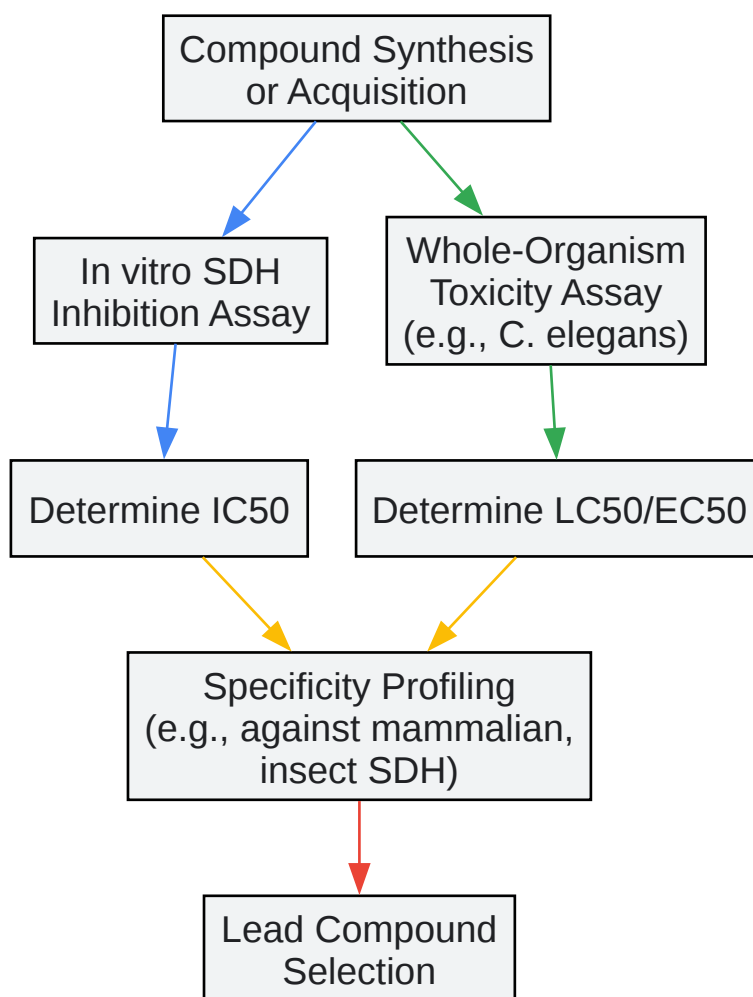 Compound Synthesis
or Acquisition
In vitro SDH
Inhibition Assay
Whole-Organism
Toxicity Assay
(e.g., C. elegans)
Determine IC50
Determine LC50/EC50
Specificity Profiling
(e.g., against mammalian,
insect SDH)
Lead Compound
Selection